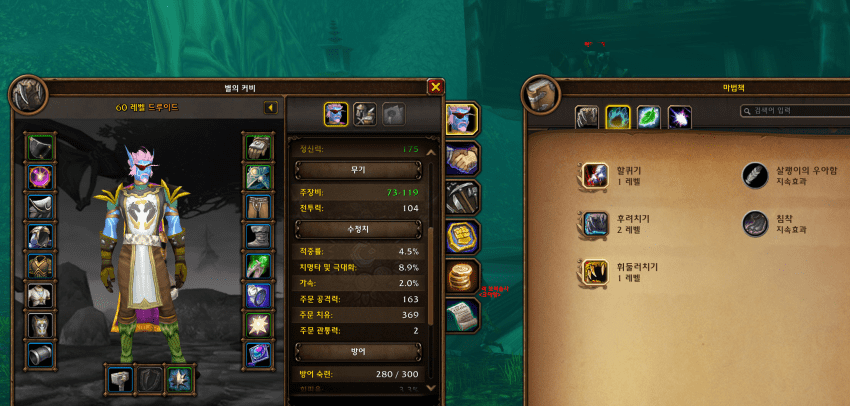 별의 커비
60 레벨 드루이드
정신력: 175
무기
주장비: 73-119
전투력: 104
수정치
적중률: 4.5%
치명타 및 극대화: 8.9%
가속: 2.0%
주문 공격력: 163
주문 치유: 369
주문 관통력: 2
방어
방어 숙련: 280 / 300
3.3%
마법책
검색어 입력
할퀴기
1 레벨
살쾡이의 우아함
지속효과
후려치기
2 레벨
침착
지속효과
휘둘러치기
1 레벨